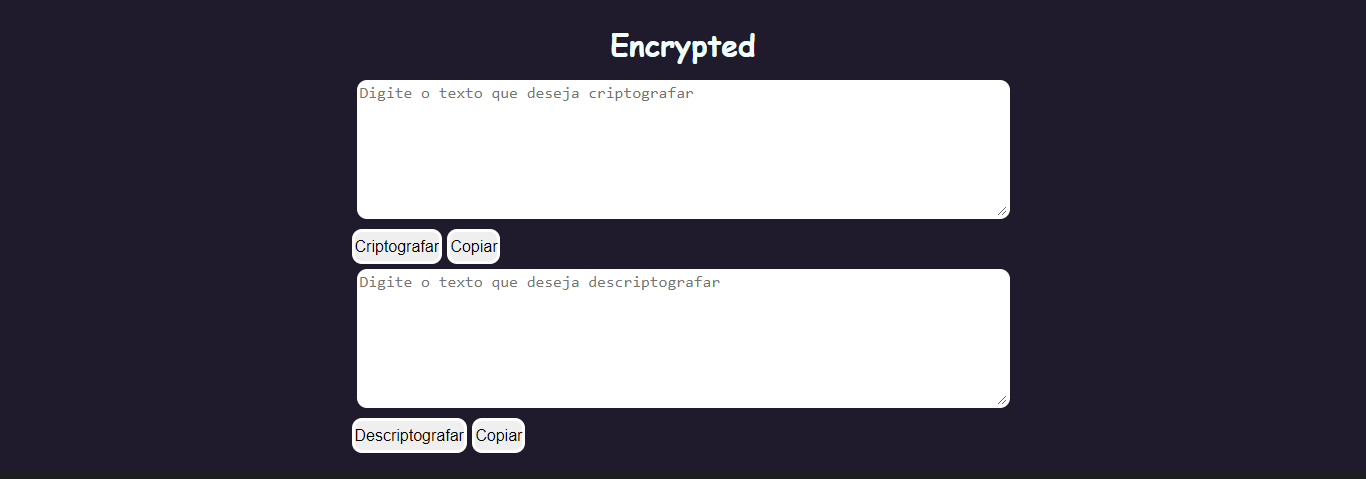 Encrypted
Digite o texto que deseja criptografar
Criptografar Copiar
Digite o texto que deseja descriptografar
Descriptografar Copiar